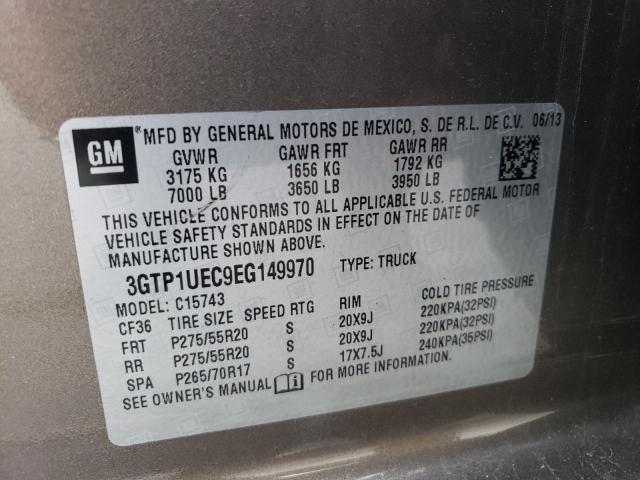 GM ® MFD BY GENERAL MOTORS DE MEXICO, S. DE R.L. DE C.V. 06/13
GVWR GAWR FRT GAWR RR
3175 KG 1656 KG 1792 KG
7000 LB 3650 LB 3950 LB
THIS VEHICLE CONFORMS TO ALL APPLICABLE U.S. FEDERAL MOTOR
VEHICLE SAFETY STANDARDS IN EFFECT ON THE DATE OF
MANUFACTURE SHOWN ABOVE.
3GTP1UEC9EG149970 TYPE: TRUCK
MODEL: C15743
CF36 TIRE SIZE SPEED RTG RIM COLD TIRE PRESSURE
FRT P275/55R20 S 20X9J 220KPA(32PSI)
RR P275/55R20 S 20X9J 220KPA(32PSI)
SPA P265/70R17 S 17X7.5J 240KPA(35PSI)
SEE OWNER'S MANUAL FOR MORE INFORMATION.